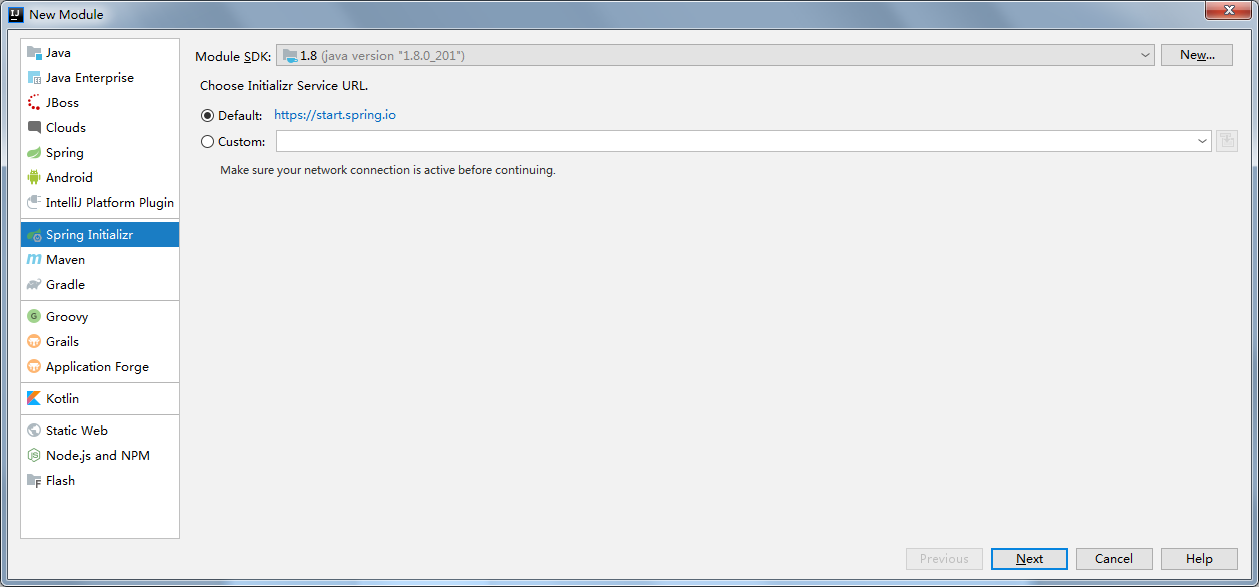 New Module
Java
Java Enterprise
JBoss
Clouds
Spring
Android
IntelliJ Platform Plugin
Spring Initializr
Maven
Gradle
Groovy
Grails
Application Forge
Kotlin
Static Web
Node.js and NPM
Flash
Module SDK: 1.8 (java version "1.8.0_201") New...
Choose Initializr Service URL.
Default: https://start.spring.io
Custom:
Make sure your network connection is active before continuing.
Previous Next Cancel Help